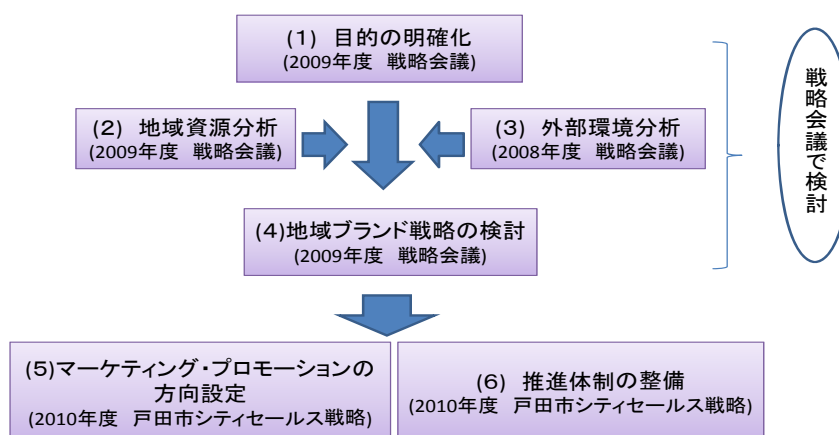 (1) 目的の明確化
(2009年度 戦略会議)
(2) 地域資源分析
(2009年度 戦略会議)
(3) 外部環境分析
(2008年度 戦略会議)
(4)地域ブランド戦略の検討
(2009年度 戦略会議)
(5)マーケティング・プロモーションの
方向設定
(2010年度 戸田市シティセールス戦略)
(6) 推進体制の整備
(2010年度 戸田市シティセールス戦略)
戦略会議で検討